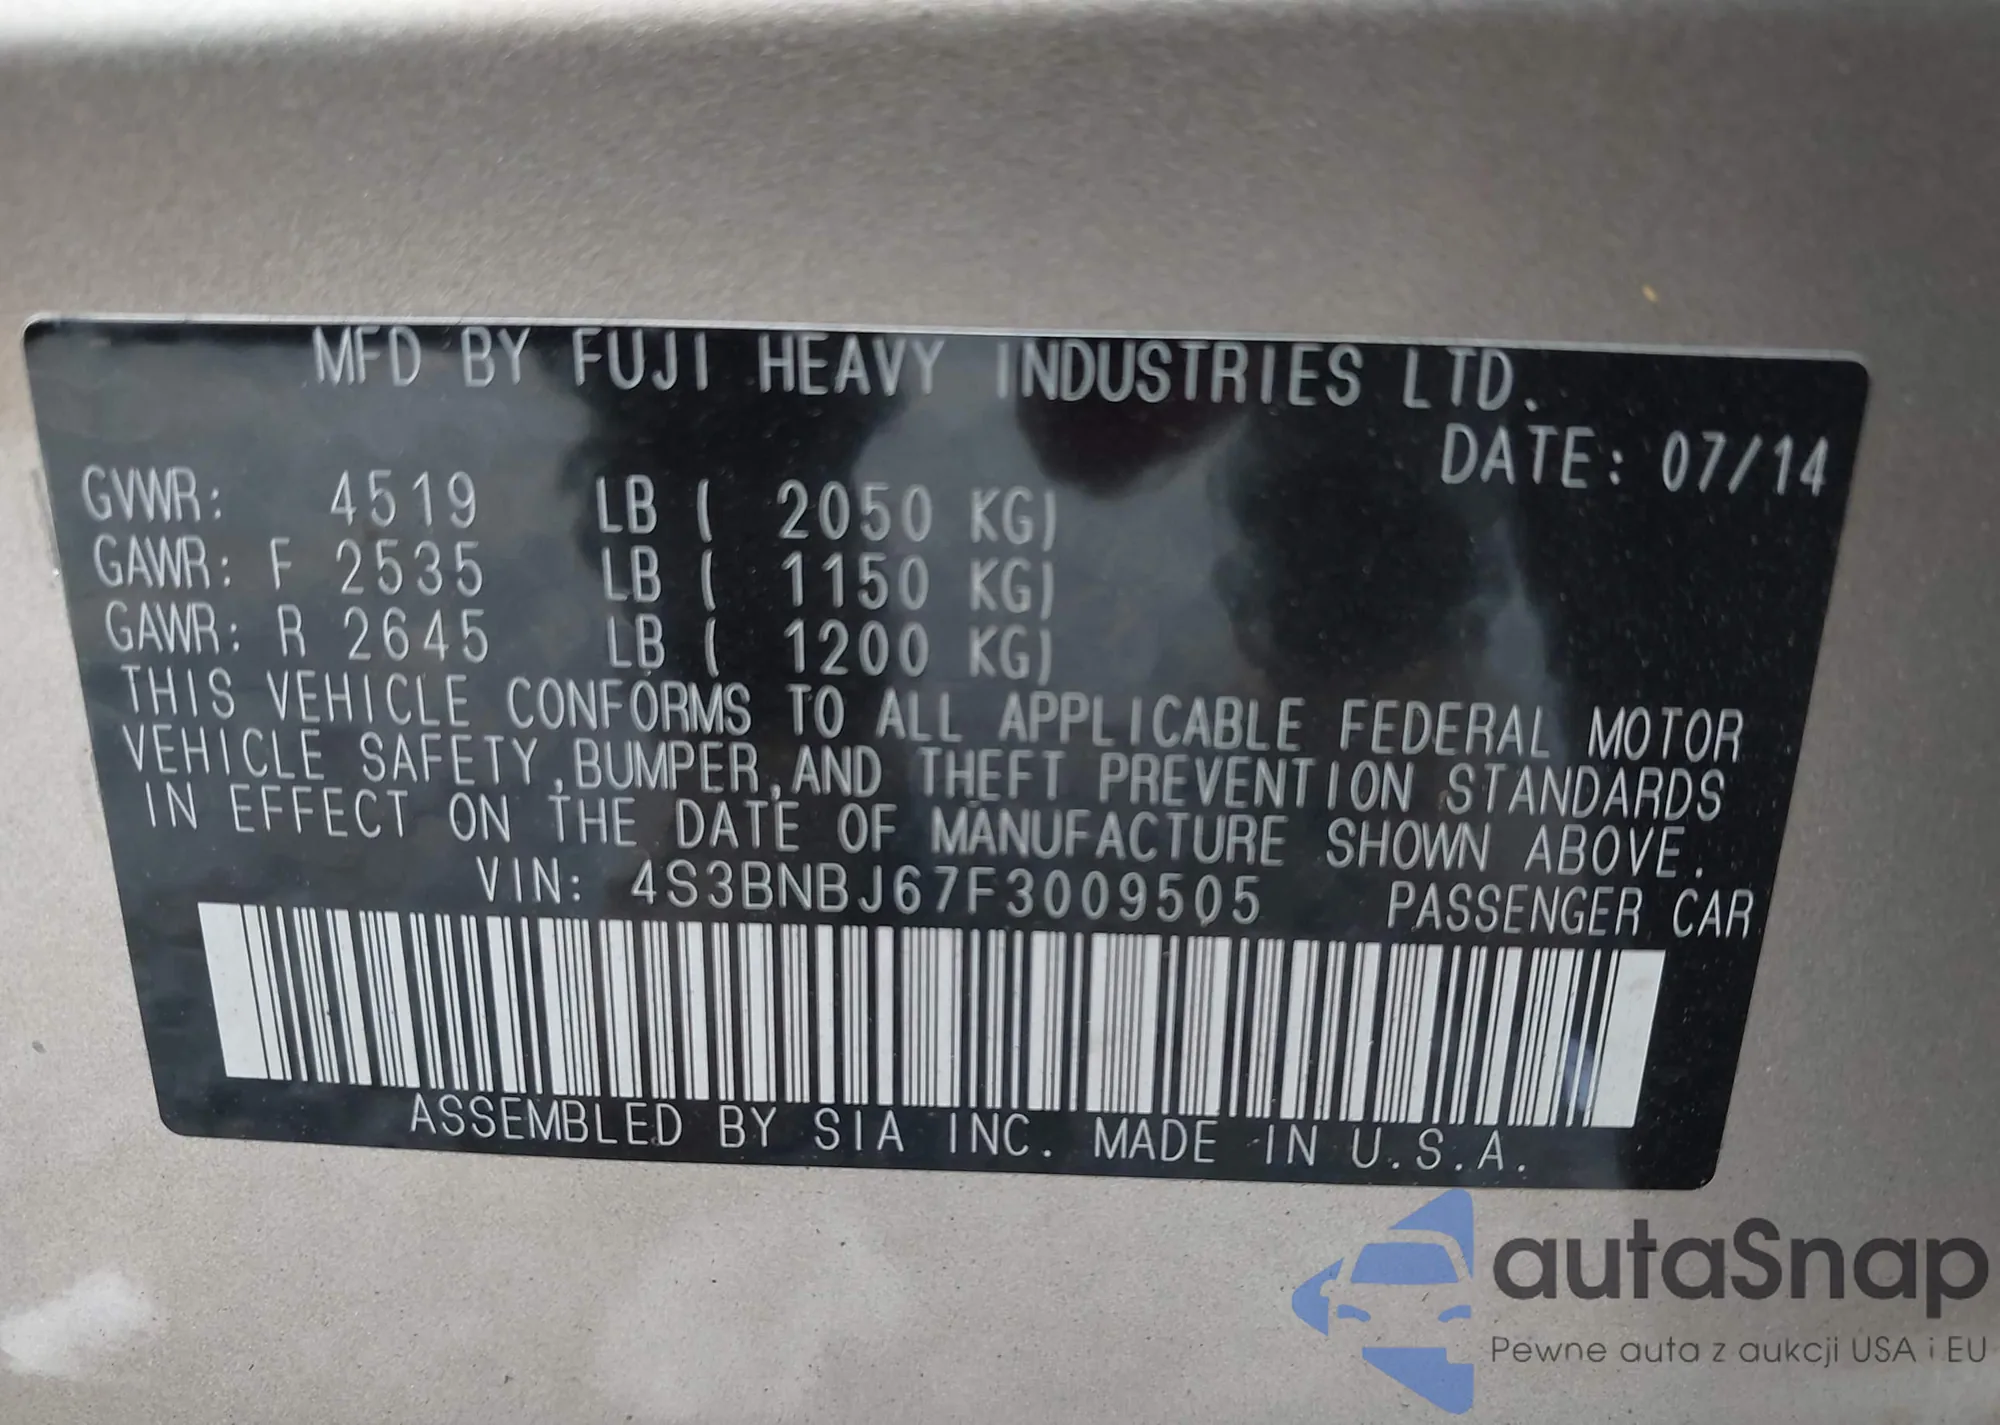 MFD BY FUJI HEAVY INDUSTRIES LTD.
DATE: 07/14
GVWR: 4519 LB ( 2050 KG)
GAWR: F 2535 LB ( 1150 KG)
GAWR: R 2645 LB ( 1200 KG)
THIS VEHICLE CONFORMS TO ALL APPLICABLE FEDERAL MOTOR
VEHICLE SAFETY,BUMPER,AND THEFT PREVENTION STANDARDS
IN EFFECT ON THE DATE OF MANUFACTURE SHOWN ABOVE.
VIN: 4S3BNBJ67F3009505 PASSENGER CAR
ASSEMBLED BY SIA INC. MADE IN U.S.A.
autaSnap
Pewne auta z aukcji USA i EU